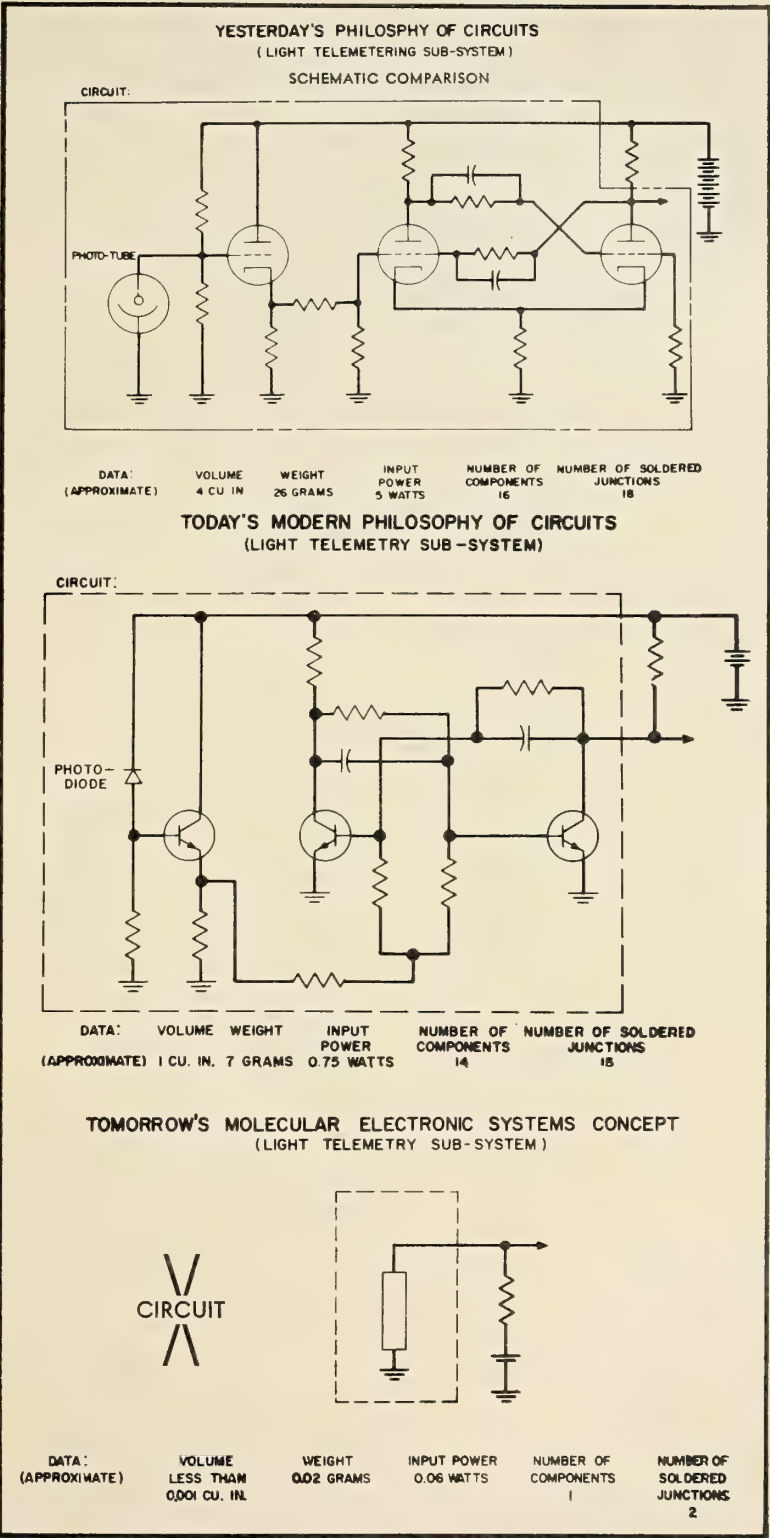 YESTERDAY'S PHILOSPHY OF CIRCUITS
(LIGHT TELEMETERING SUB-SYSTEM)
SCHEMATIC COMPARISON
CIRCUIT:
PHOTO-TUBE
DATA: VOLUME WEIGHT INPUT POWER NUMBER OF COMPONENTS NUMBER OF SOLDERED JUNCTIONS
(APPROXIMATE) 4 CU IN 26 GRAMS 5 WATTS 16 18
TODAY'S MODERN PHILOSOPHY OF CIRCUITS
(LIGHT TELEMETRY SUB-SYSTEM)
CIRCUIT:
PHOTO-
DIODE
DATA: VOLUME WEIGHT INPUT POWER NUMBER OF COMPONENTS NUMBER OF SOLDERED JUNCTIONS
(APPROXIMATE) 1 CU. IN. 7 GRAMS 0.75 WATTS 14 15
TOMORROW'S MOLECULAR ELECTRONIC SYSTEMS CONCEPT
(LIGHT TELEMETRY SUB-SYSTEM)
CIRCUIT
DATA: VOLUME WEIGHT INPUT POWER NUMBER OF NUMBER OF
(APPROXIMATE) LESS THAN 0.02 GRAMS 0.06 WATTS COMPONENTS SOLDERED
0.001 CU. IN. 1 JUNCTIONS
2